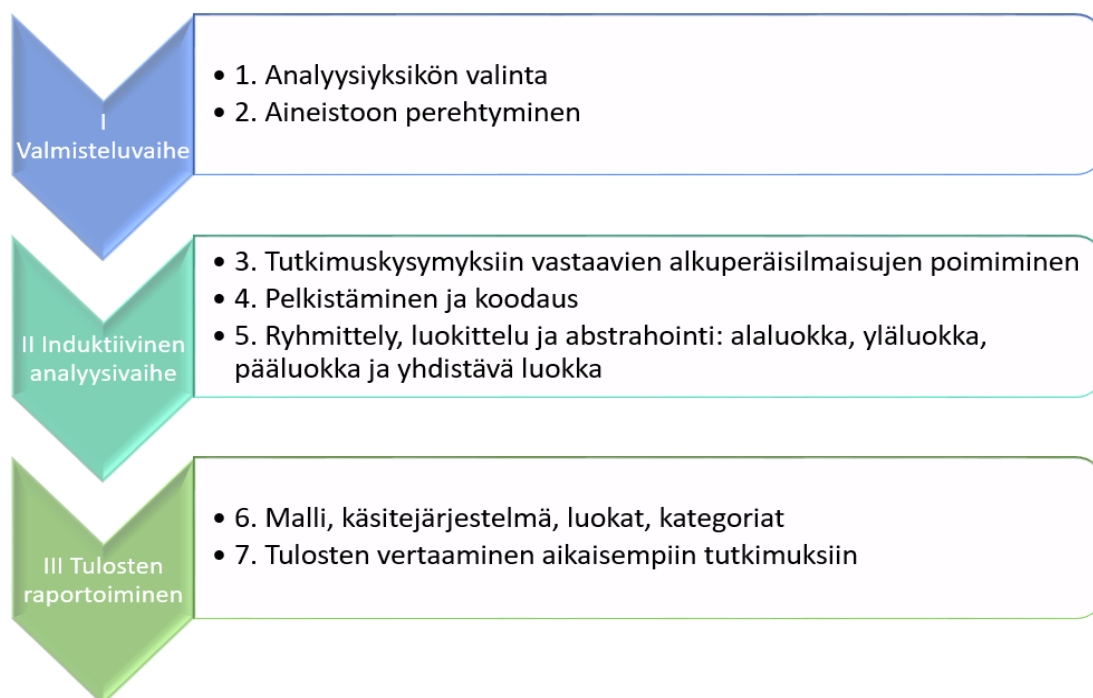 I
Valmisteluvaihe
• 1. Analyysiyksikön valinta
• 2. Aineistoon perehtyminen
II Induktiivinen
analyysivaihe
• 3. Tutkimuskysymyksiin vastaavien alkuperäisilmaisujen poimiminen
• 4. Pelkistäminen ja koodaus
• 5. Ryhmittely, luokittelu ja abstrahointi: alaluokka, yläluokka,
pääluokka ja yhdistävä luokka
III Tulosten
raportoiminen
• 6. Malli, käsitejärjestelmä, luokat, kategoriat
• 7. Tulosten vertaaminen aikaisempiin tutkimuksiin